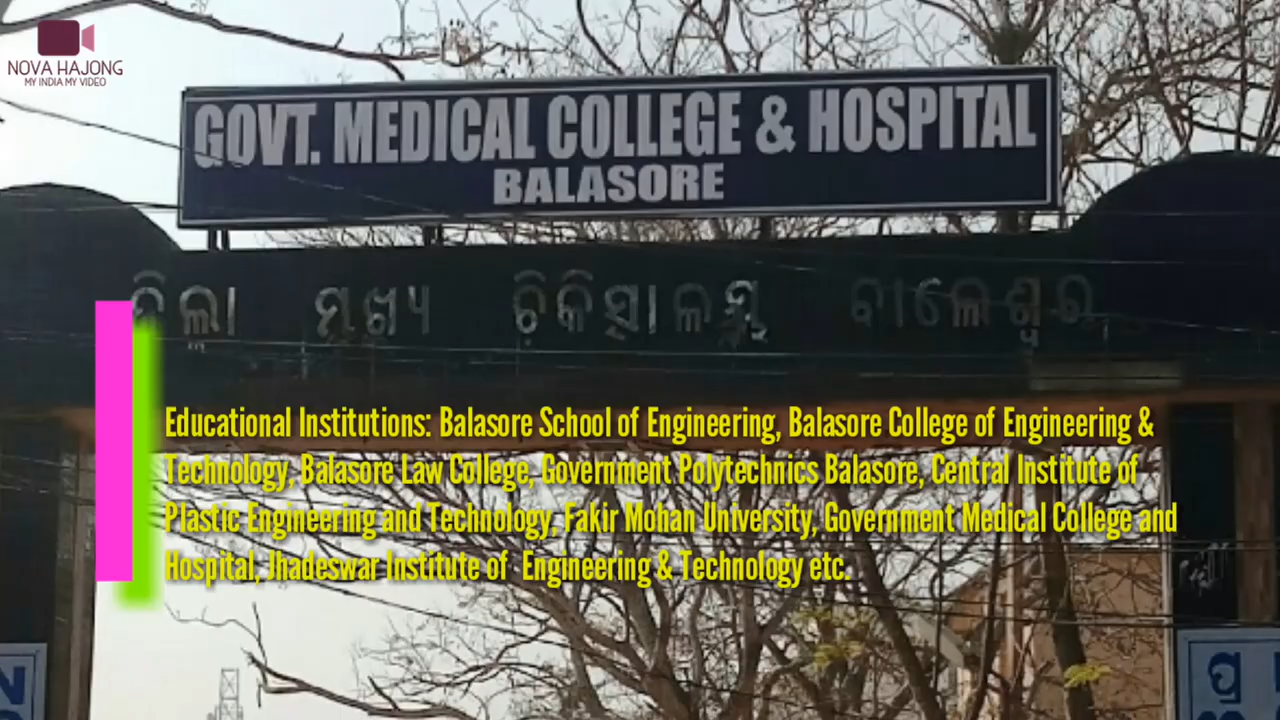 NOVA HAJONG
MY INDIA MY VIDEO
GOVT. MEDICAL COLLEGE & HOSPITAL
BALASORE
ଜିଲ୍ଲା ମୁଖ୍ୟ ଚିକିତ୍ସାଳୟ ବାଲେଶ୍ୱର
Educational Institutions: Balasore School of Engineering, Balasore College of Engineering &
Technology, Balasore Law College, Government Polytechnics Balasore, Central Institute of
Plastic Engineering and Technology, Fakir Mohan University, Government Medical College and
Hospital, Jhadeswar Institute of Engineering & Technology etc.